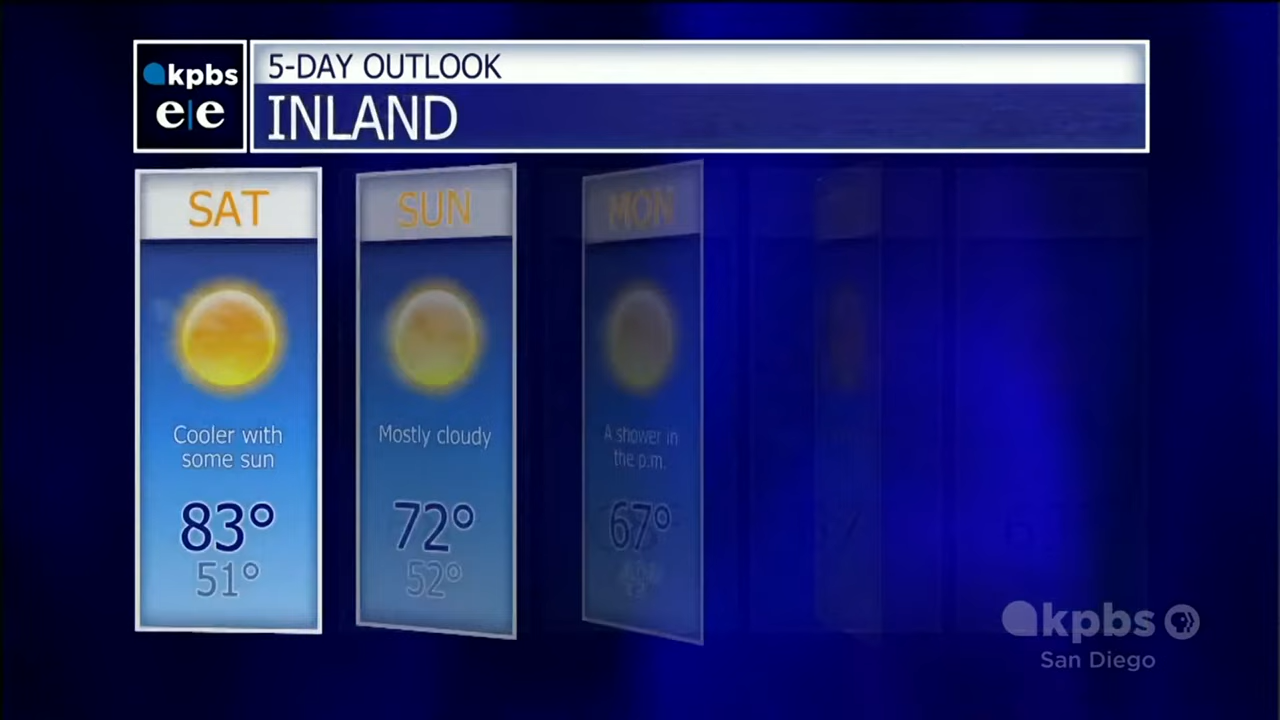 kpbs
e|e
5-DAY OUTLOOK
INLAND
SAT
Cooler with
some sun
83°
51°
SUN
Mostly cloudy
72°
52°
MON
A shower in
the p.m.
67°
kpbs PBS
San Diego